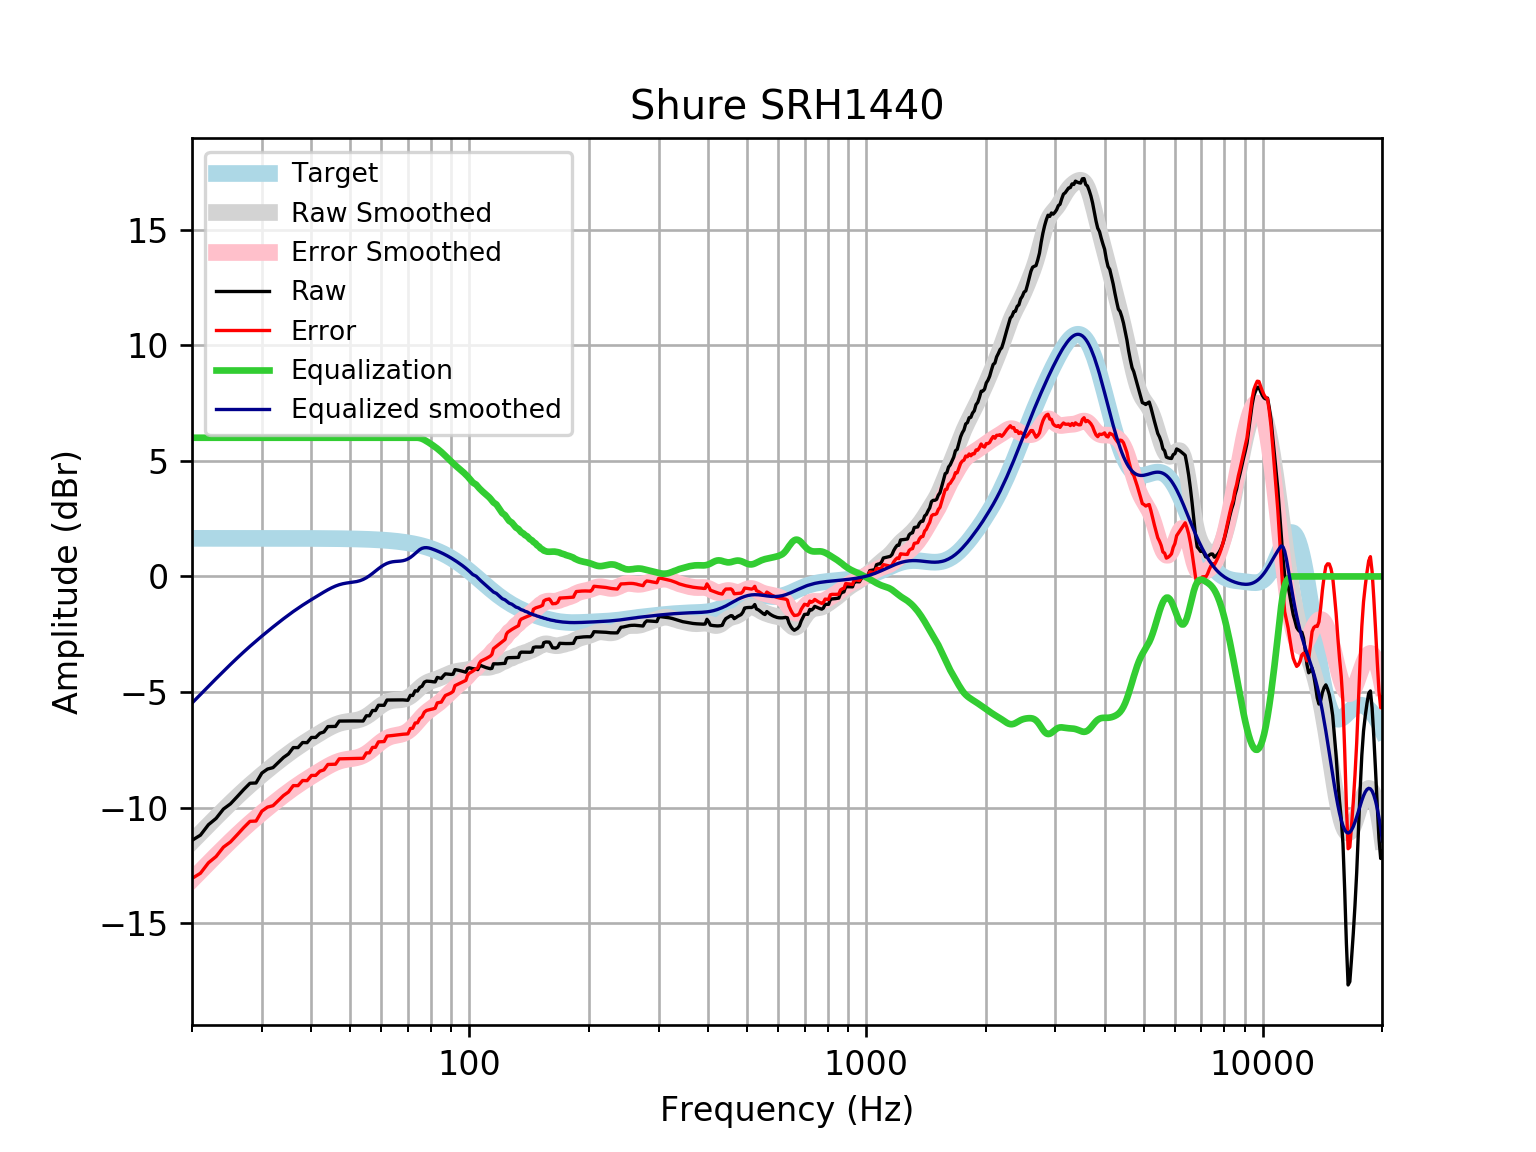 Shure SRH1440
Target
Raw Smoothed
Error Smoothed
Raw
Error
Equalization
Equalized smoothed
15
10
5
0
−5
−10
−15
Amplitude (dBr)
100
1000
10000
Frequency (Hz)